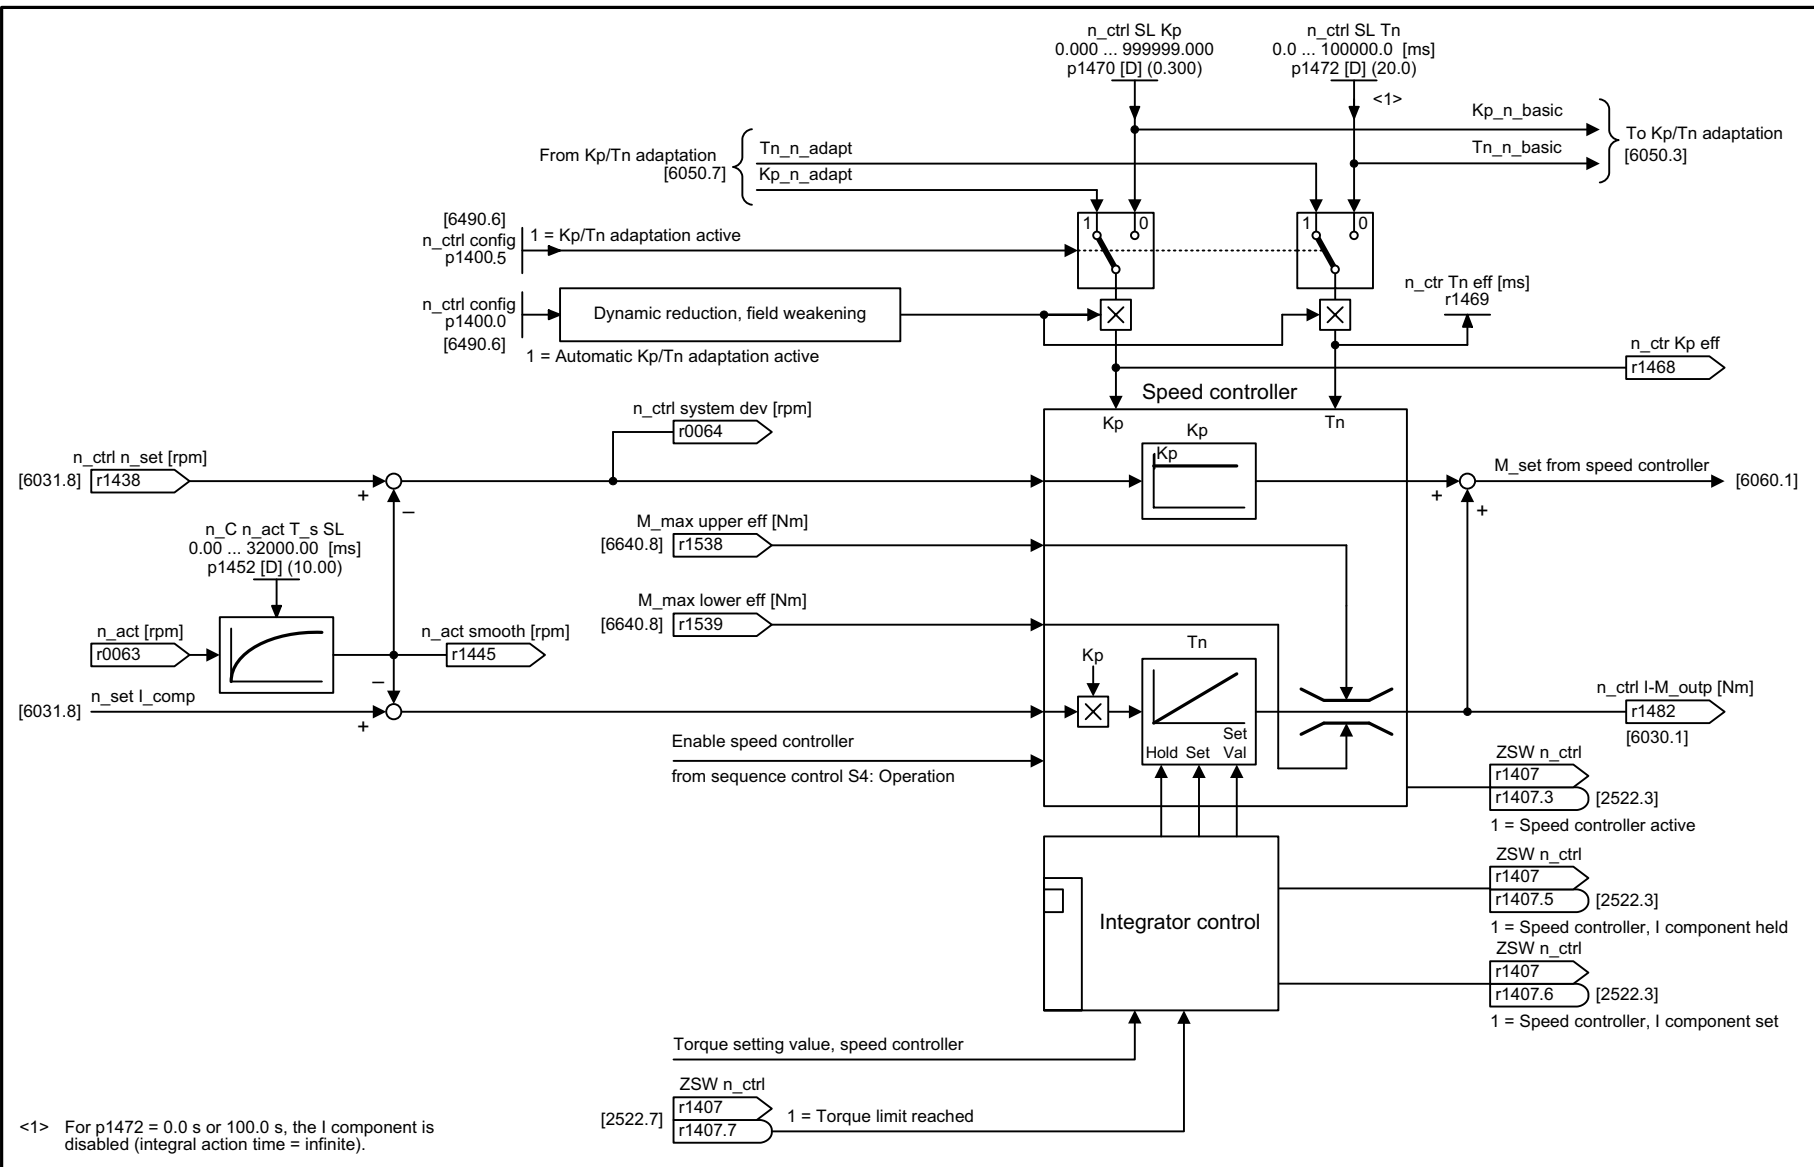 n_ctrl SL Kp
0.000 ... 999999.000
p1470 [D] (0.300)
n_ctrl SL Tn
0.0 ... 100000.0 [ms]
p1472 [D] (20.0)
<1>
Kp_n_basic
Tn_n_basic
To Kp/Tn adaptation
[6050.3]
From Kp/Tn adaptation
[6050.7]
Tn_n_adapt
Kp_n_adapt
[6490.6]
n_ctrl config
p1400.5
1 = Kp/Tn adaptation active
1 0
1 0
n_ctrl config
p1400.0
[6490.6]
Dynamic reduction, field weakening
1 = Automatic Kp/Tn adaptation active
n_ctr Tn eff [ms]
r1469
n_ctr Kp eff
r1468
Speed controller
Kp
Tn
n_ctrl system dev [rpm]
r0064
n_ctrl n_set [rpm]
[6031.8] r1438
+
–
Kp
Kp
M_set from speed controller
[6060.1]
+
+
n_C n_act T_s SL
0.00 ... 32000.00 [ms]
p1452 [D] (10.00)
M_max upper eff [Nm]
[6640.8] r1538
M_max lower eff [Nm]
[6640.8] r1539
n_act [rpm]
r0063
n_act smooth [rpm]
r1445
–
n_set I_comp
[6031.8]
+
Kp
Tn
Hold Set
Set
Val
n_ctrl I-M_outp [Nm]
r1482
[6030.1]
Enable speed controller
from sequence control S4: Operation
ZSW n_ctrl
r1407
r1407.3 [2522.3]
1 = Speed controller active
ZSW n_ctrl
r1407
r1407.5 [2522.3]
1 = Speed controller, I component held
Integrator control
ZSW n_ctrl
r1407
r1407.6 [2522.3]
1 = Speed controller, I component set
Torque setting value, speed controller
ZSW n_ctrl
[2522.7]
r1407
r1407.7
1 = Torque limit reached
<1> For p1472 = 0.0 s or 100.0 s, the I component is
disabled (integral action time = infinite).